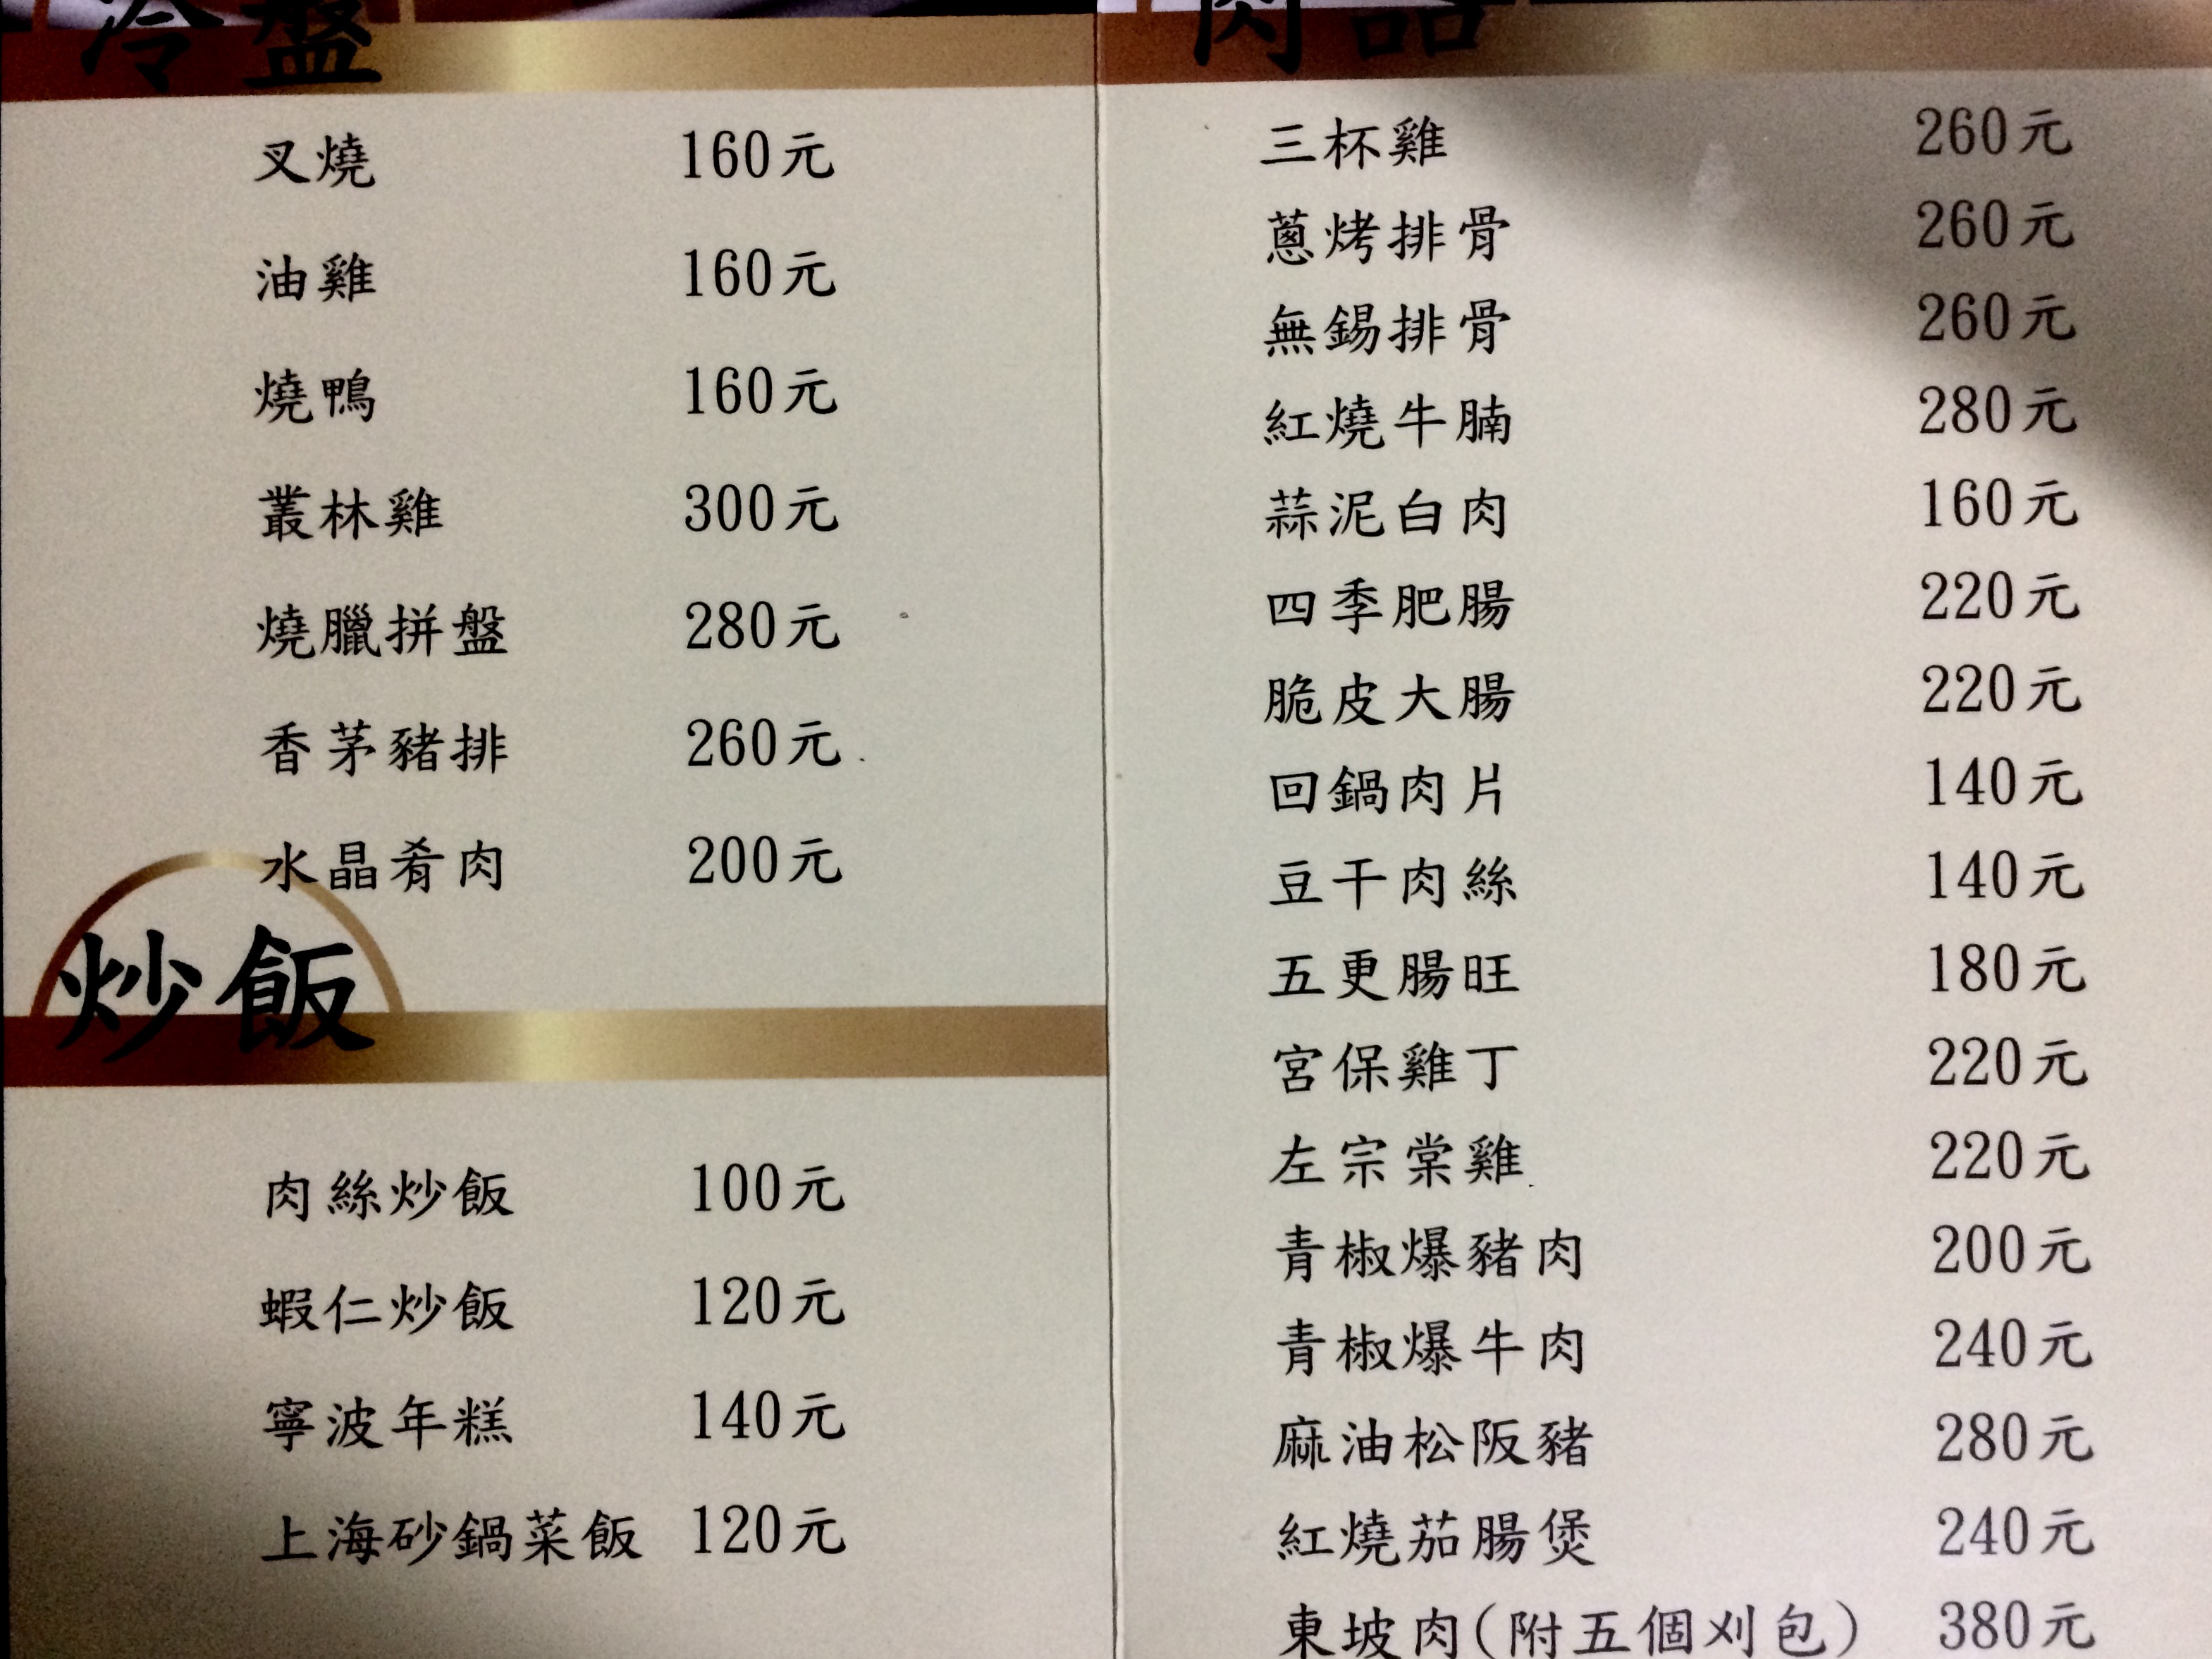 冷盤
叉燒 160元
油雞 160元
燒鴨 160元
叢林雞 300元
燒臘拼盤 280元
香茅豬排 260元
水晶肴肉 200元
炒飯
肉絲炒飯 100元
蝦仁炒飯 120元
寧波年糕 140元
上海砂鍋菜飯 120元
肉品
三杯雞 260元
蔥烤排骨 260元
無錫排骨 260元
紅燒牛腩 280元
蒜泥白肉 160元
四季肥腸 220元
脆皮大腸 220元
回鍋肉片 140元
豆干肉絲 140元
五更腸旺 180元
宮保雞丁 220元
左宗棠雞 220元
青椒爆豬肉 200元
青椒爆牛肉 240元
麻油松阪豬 280元
紅燒茄腸煲 240元
東坡肉(附五個刈包) 380元